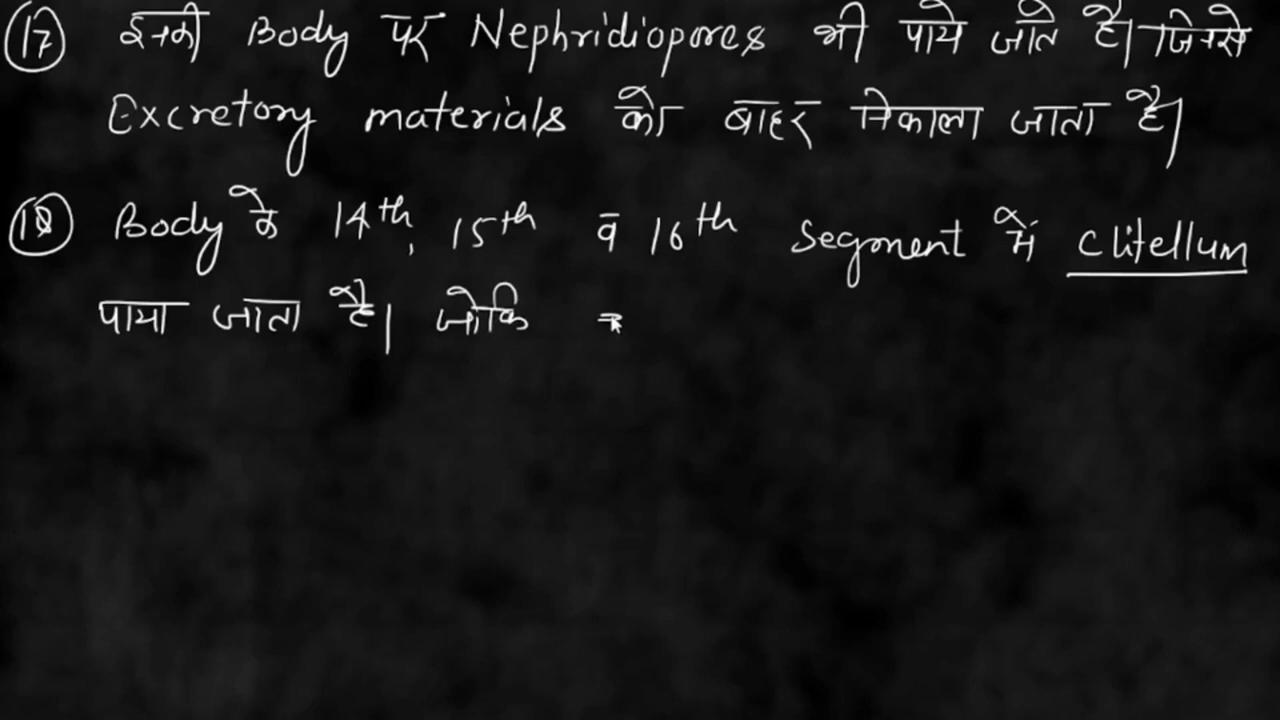 (17) इनकी Body पर Nephridiopores भी पाये जाते है। जिनसे
Excretory materials को बाहर निकाला जाता है।
(18) Body के 14th, 15th व 16th segment में Clitellum
पाया जाता है। जोकि